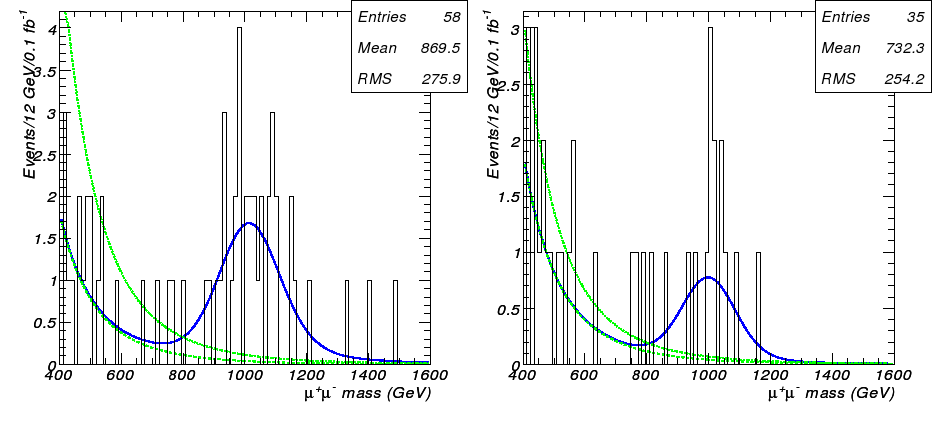 Entries 58
Mean 869.5
RMS 275.9
Events/12 GeV/0.1 fb⁻¹
4
3.5
3
2.5
2
1.5
1
0.5
0
400 600 800 1000 1200 1400 1600
μ⁺μ⁻ mass (GeV)
Entries 35
Mean 732.3
RMS 254.2
Events/12 GeV/0.1 fb⁻¹
3
2.5
2
1.5
1
0.5
0
400 600 800 1000 1200 1400 1600
μ⁺μ⁻ mass (GeV)